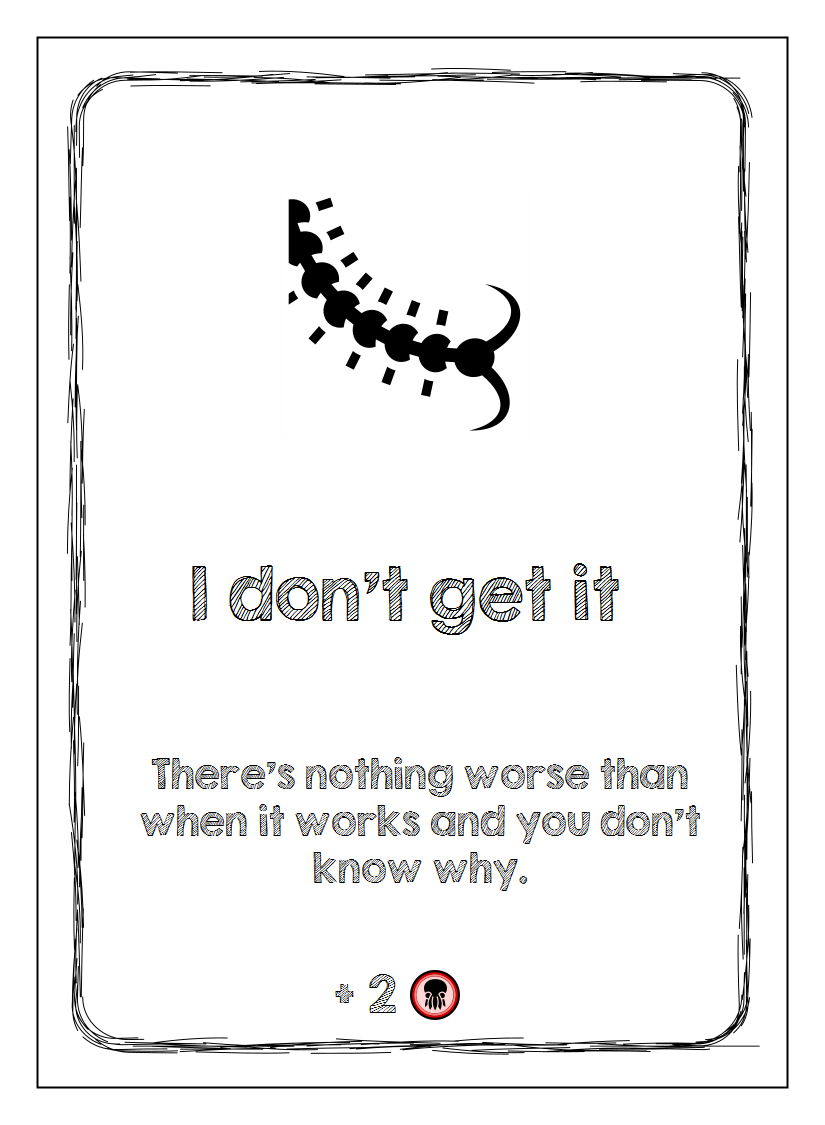 I don't get it
There's nothing worse than
when it works and you don't
know why.
+ 2